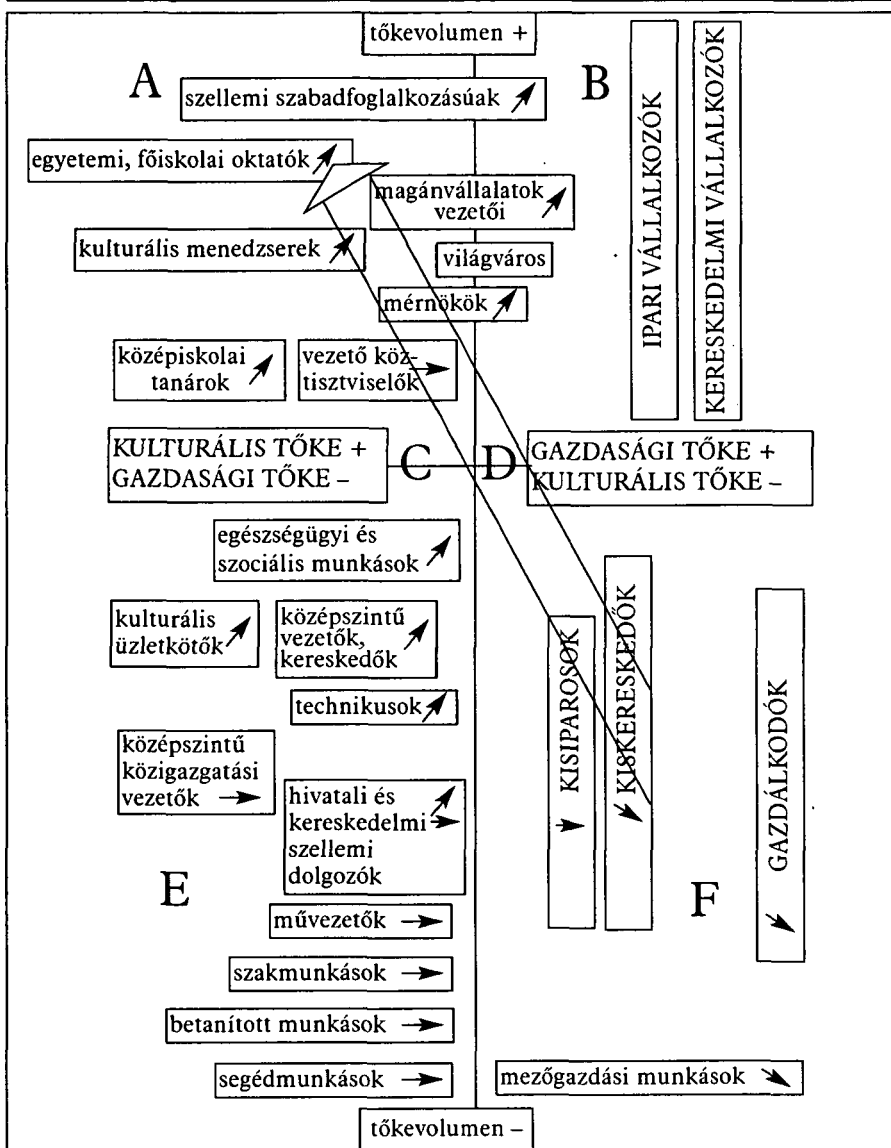 tőkevolumen +
A
B
szellemi szabadfoglalkozásúak
egyetemi, főiskolai oktatók
magánvállalatok
vezetői
kulturális menedzserek
világváros
mérnökök
IPARI VÁLLALKOZÓK
KERESKEDELMI VÁLLALKOZÓK
középiskolai
tanárok
vezető köz-
tisztviselők
KULTURÁLIS TŐKE +
GAZDASÁGI TŐKE –
C
D
GAZDASÁGI TŐKE +
KULTURÁLIS TŐKE –
egészségügyi és
szociális munkások
kulturális
üzletkötők
középszintű
vezetők,
kereskedők
technikusok
KISIPAROSOK
KISKERESKEDŐK
GAZDÁLKODÓK
középszintű
közigazgatási
vezetők
hivatali és
kereskedelmi
szellemi
dolgozók
E
F
művezetők
szakmunkások
betanított munkások
segédmunkások
mezőgazdási munkások
tőkevolumen –